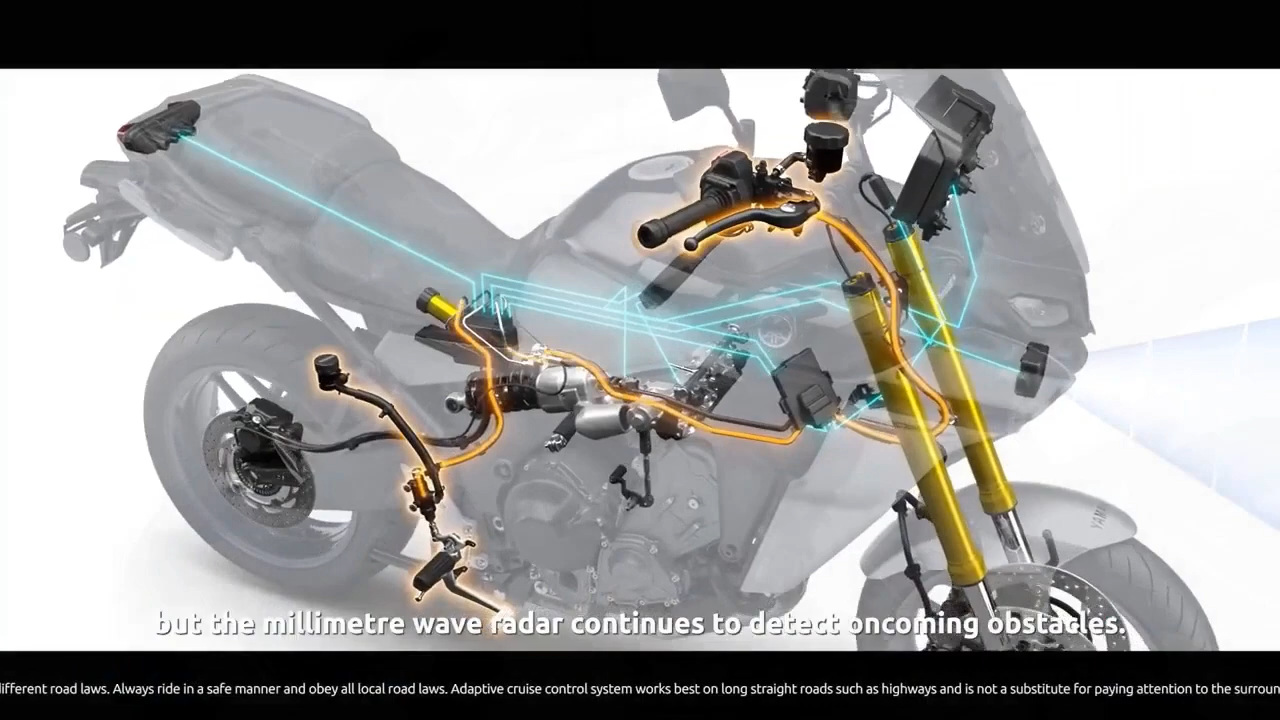 YAMA
but the millimetre wave radar continues to detect oncoming obstacles.
different road laws. Always ride in a safe manner and obey all local road laws. Adaptive cruise control system works best on long straight roads such as highways and is not a substitute for paying attention to the surroun